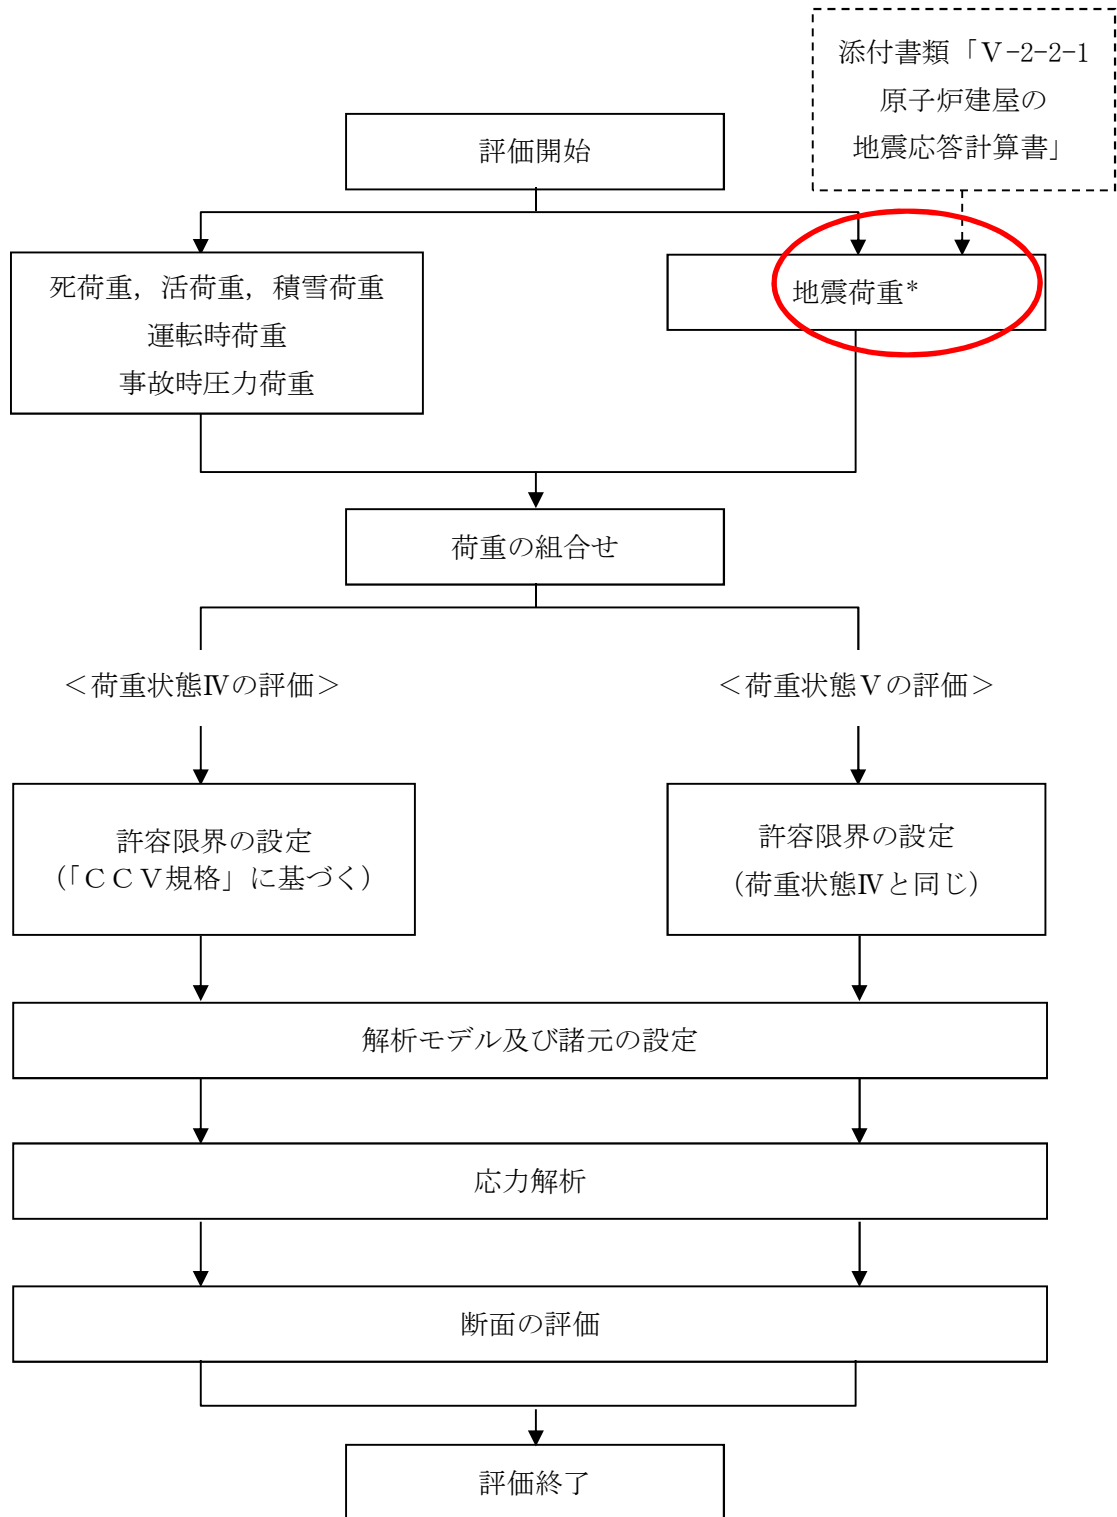 添付書類「Ⅴ-2-2-1
原子炉建屋の
地震応答計算書」
評価開始
死荷重，活荷重，積雪荷重
運転時荷重
事故時圧力荷重
地震荷重*
荷重の組合せ
＜荷重状態Ⅳの評価＞
＜荷重状態Ⅴの評価＞
許容限界の設定
（「ＣＣＶ規格」に基づく）
許容限界の設定
（荷重状態Ⅳと同じ）
解析モデル及び諸元の設定
応力解析
断面の評価
評価終了